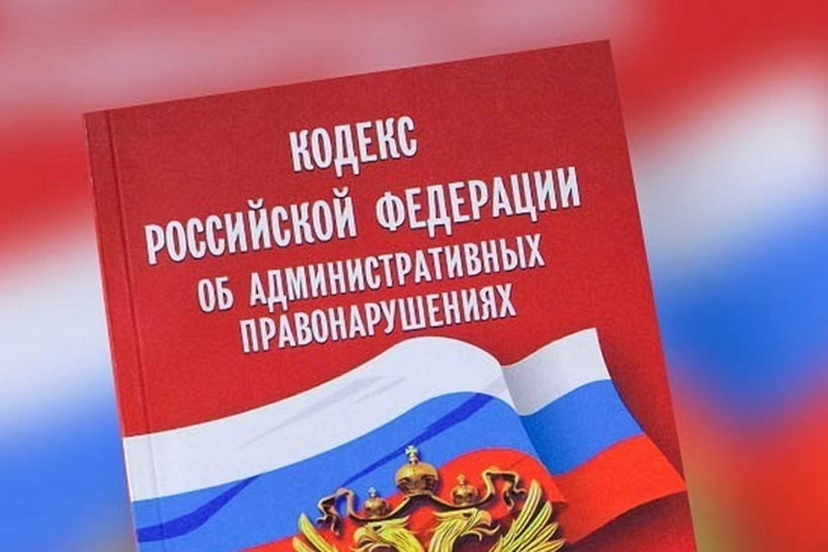 КОДЕКС
РОССИЙСКОЙ ФЕДЕРАЦИИ
ОБ АДМИНИСТРАТИВНЫХ
ПРАВОНАРУШЕНИЯХ